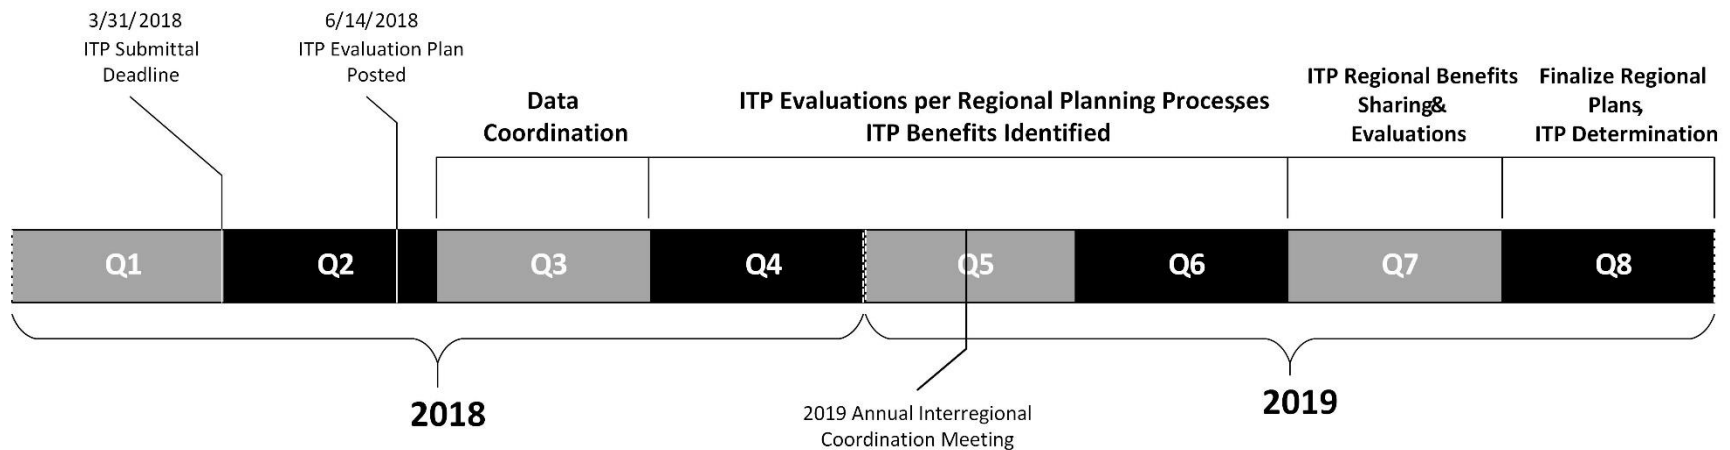 3/31/2018
ITP Submittal
Deadline
6/14/2018
ITP Evaluation Plan
Posted
Data
Coordination
ITP Evaluations per Regional Planning Processes,
ITP Benefits Identified
ITP Regional Benefits
Sharing&
Evaluations
Finalize Regional
Plans,
ITP Determination
Q1
Q2
Q3
Q4
Q5
Q6
Q7
Q8
2018
2019 Annual Interregional
Coordination Meeting
2019